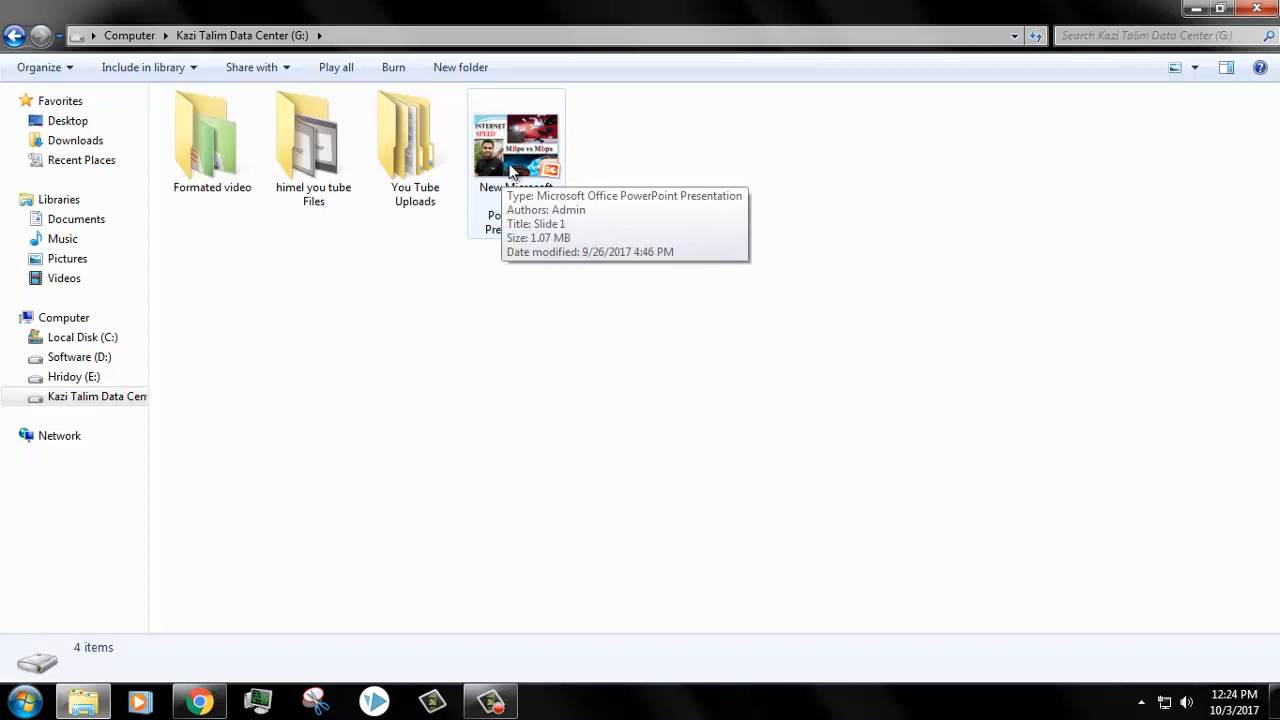 Computer
Kazi Talim Data Center (G:)
Search Kazi Talim Data Center (G:)
Organize
Include in library
Share with
Play all
Burn
New folder
Favorites
Desktop
Downloads
Recent Places
Libraries
Documents
Music
Pictures
Videos
Computer
Local Disk (C:)
Software (D:)
Hridoy (E:)
Kazi Talim Data Cen
Network
Formated video
himel you tube
Files
You Tube
Uploads
INTERNET
SPEED
MBps vs Mbps
New Microsoft
Po
Pre
Type: Microsoft Office PowerPoint Presentation
Authors: Admin
Title: Slide 1
Size: 1.07 MB
Date modified: 9/26/2017 4:46 PM
4 items
12:24 PM
10/3/2017